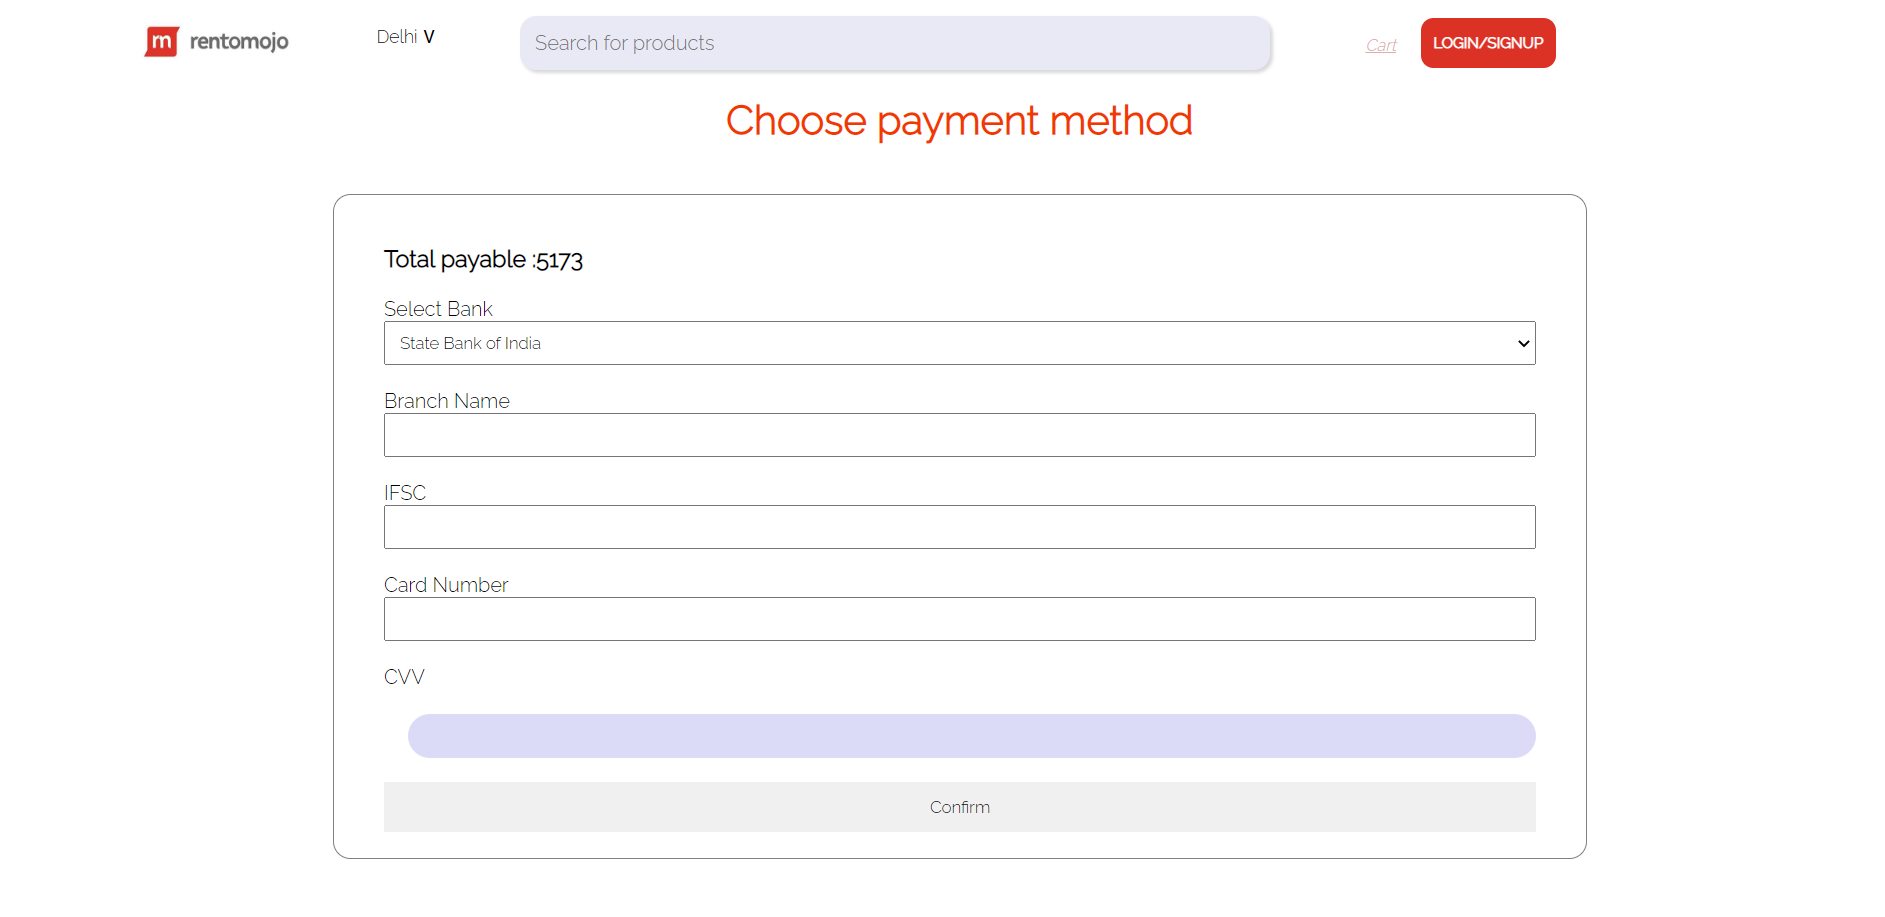 m rentomojo
Delhi V
Search for products
Cart
LOGIN/SIGNUP
Choose payment method
Total payable :5173
Select Bank
State Bank of India
Branch Name
IFSC
Card Number
CVV
Confirm